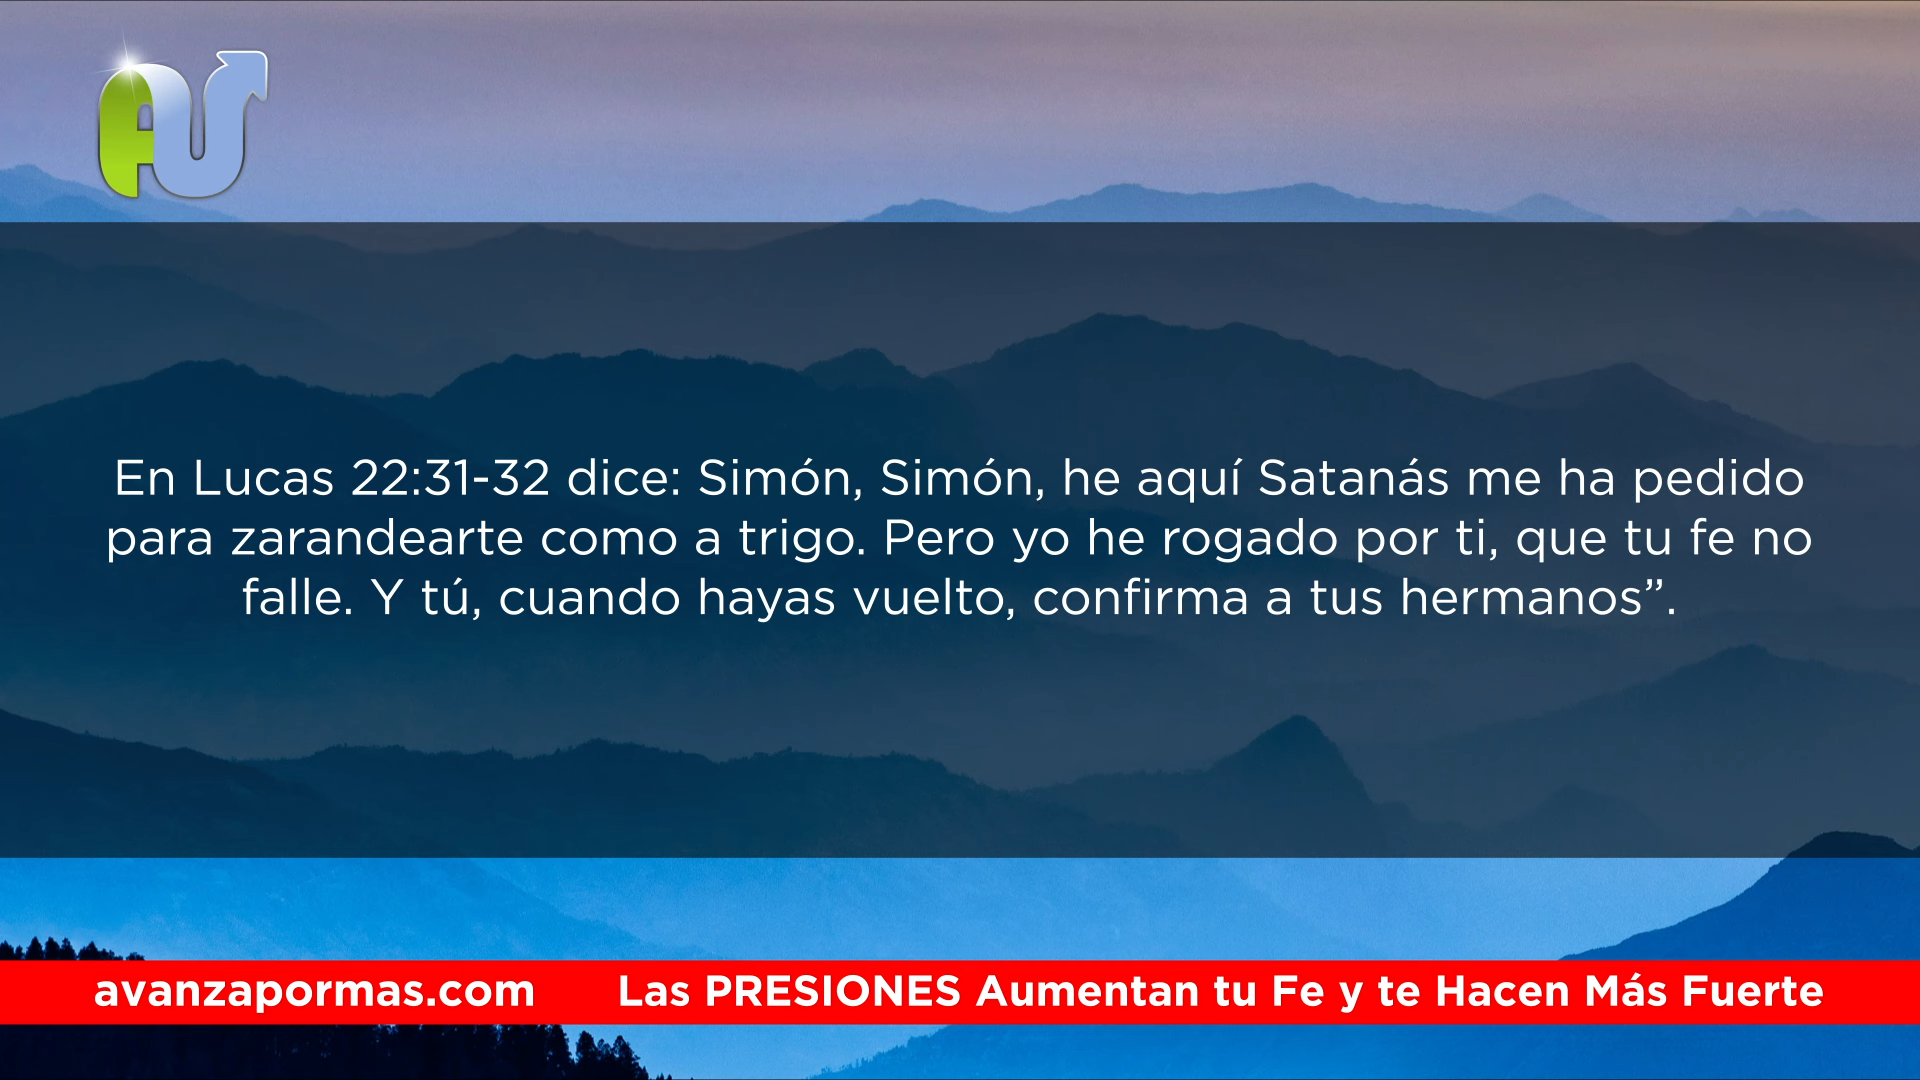 En Lucas 22:31-32 dice: Simón, Simón, he aquí Satanás me ha pedido
para zarandearte como a trigo. Pero yo he rogado por ti, que tu fe no
falle. Y tú, cuando hayas vuelto, confirma a tus hermanos”.
avanzapormas.com Las PRESIONES Aumentan tu Fe y te Hacen Más Fuerte